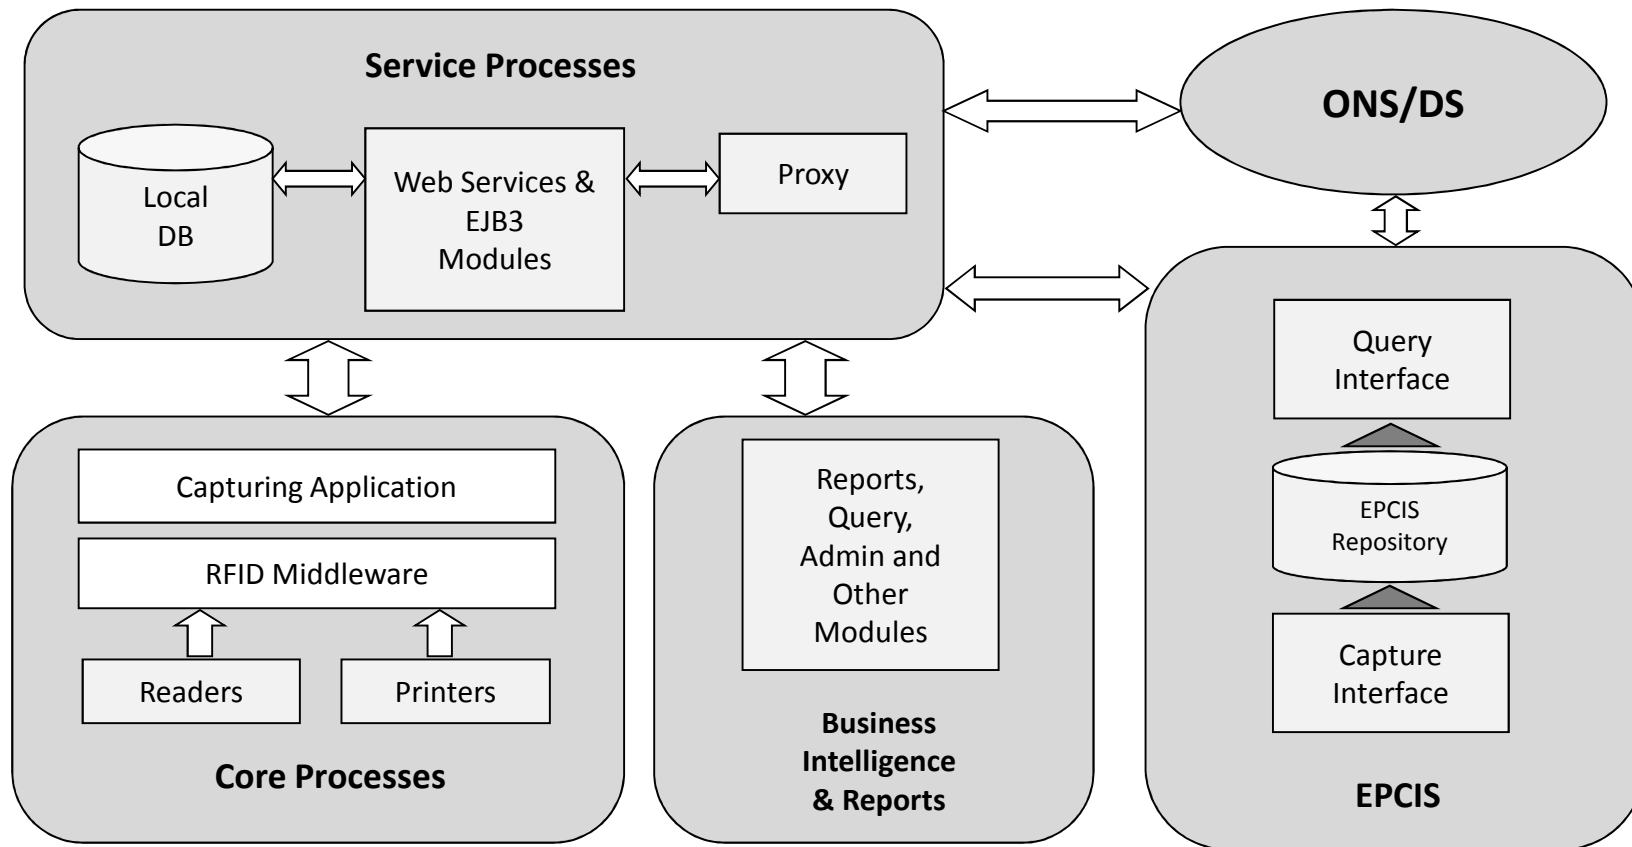 Service Processes
Local
DB
Web Services &
EJB3
Modules
Proxy
ONS/DS
Capturing Application
RFID Middleware
Readers
Printers
Core Processes
Reports,
Query,
Admin and
Other
Modules
Business
Intelligence
& Reports
Query
Interface
EPCIS
Repository
Capture
Interface
EPCIS